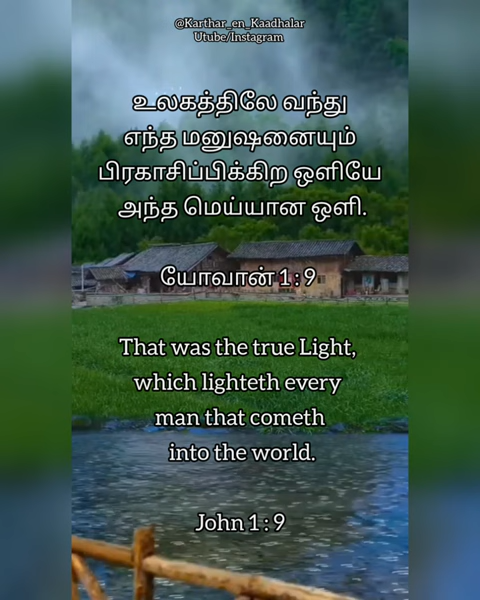 @Karthar_en_Kaadhalar
Utube/Instagram
உலகத்திலே வந்து
எந்த மனுஷனையும்
பிரகாசிப்பிக்கிற ஒளியே
அந்த மெய்யான ஒளி.
யோவான் 1 : 9
That was the true Light,
which lighteth every
man that cometh
into the world.
John 1 : 9